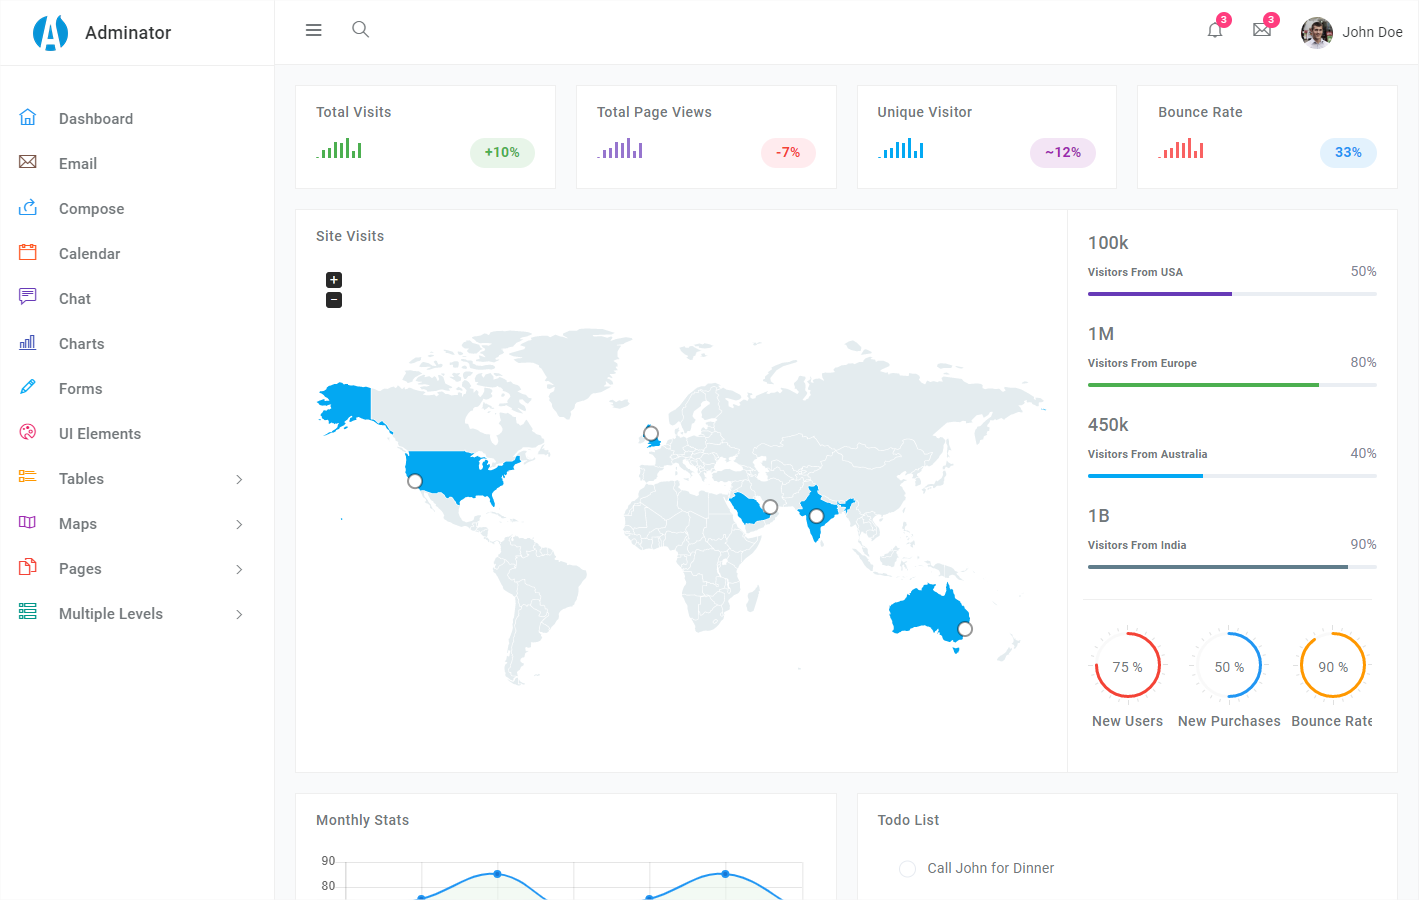 Adminator
3
3
John Doe
Dashboard
Email
Compose
Calendar
Chat
Charts
Forms
UI Elements
Tables
Maps
Pages
Multiple Levels
Total Visits
+10%
Total Page Views
-7%
Unique Visitor
~12%
Bounce Rate
33%
Site Visits
+
−
100k
Visitors From USA
50%
1M
Visitors From Europe
80%
450k
Visitors From Australia
40%
1B
Visitors From India
90%
75 %
50 %
90 %
New Users
New Purchases
Bounce Rate
Monthly Stats
90
80
Todo List
Call John for Dinner